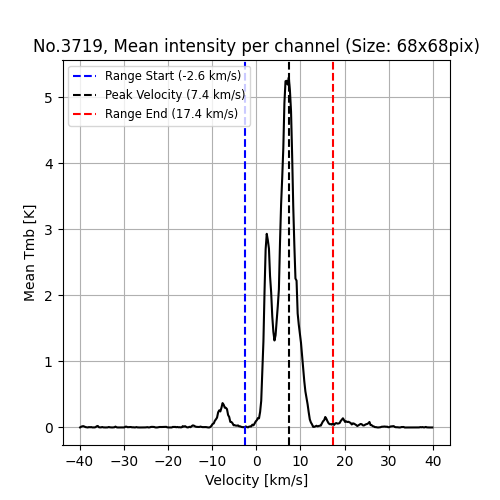 No.3719, Mean intensity per channel (Size: 68x68pix)
Range Start (-2.6 km/s)
Peak Velocity (7.4 km/s)
Range End (17.4 km/s)
Mean Tmb [K]
5
4
3
2
1
0
−40 −30 −20 −10 0 10 20 30 40
Velocity [km/s]